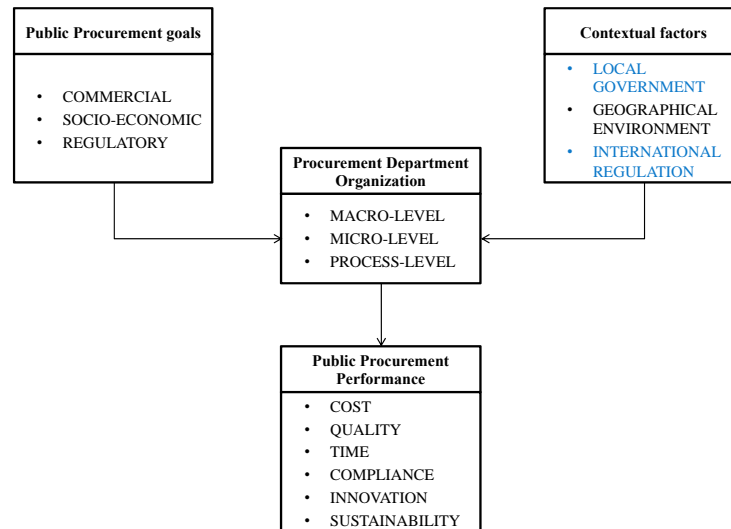 Public Procurement goals
• COMMERCIAL
• SOCIO-ECONOMIC
• REGULATORY
Contextual factors
• LOCAL
GOVERNMENT
• GEOGRAPHICAL
ENVIRONMENT
• INTERNATIONAL
REGULATION
Procurement Department
Organization
• MACRO-LEVEL
• MICRO-LEVEL
• PROCESS-LEVEL
Public Procurement
Performance
• COST
• QUALITY
• TIME
• COMPLIANCE
• INNOVATION
• SUSTAINABILITY